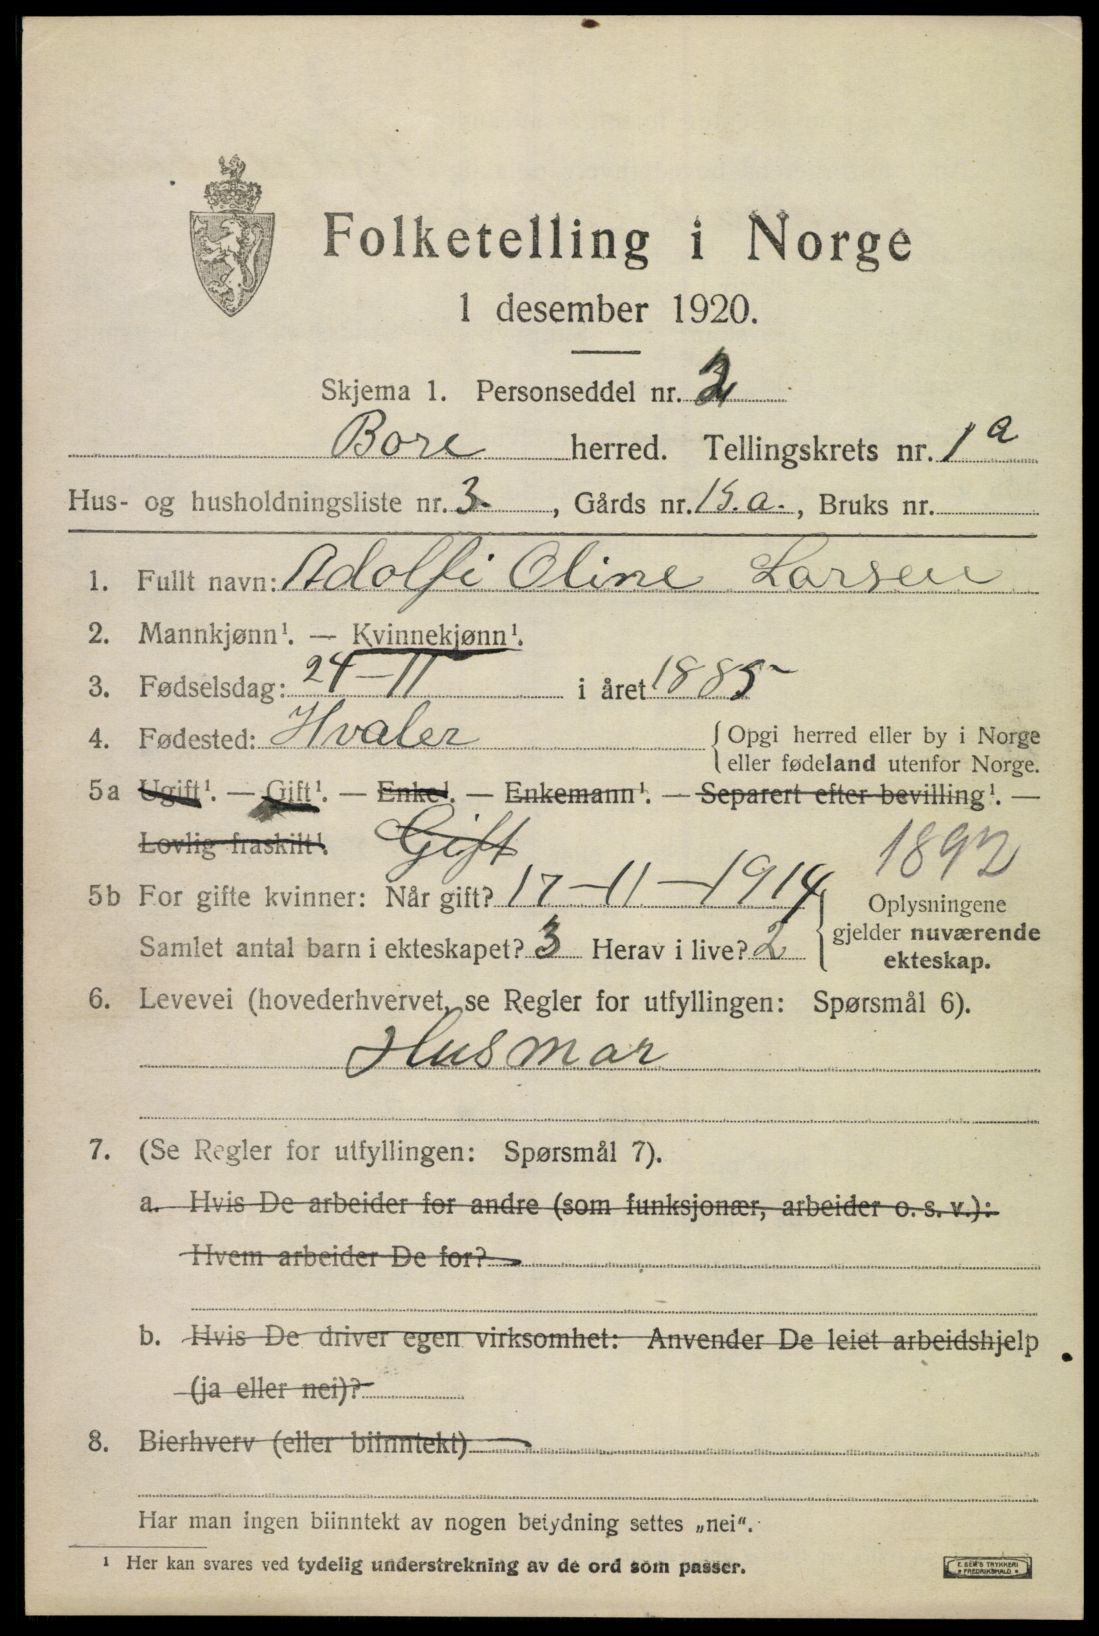 Folketelling i Norge
1 desember 1920.
Skjema 1. Personseddel nr. 2
Bore herred. Tellingskrets nr. 1a
Hus- og husholdningsliste nr. 3 , Gårds nr. 15.a. , Bruks nr.
1. Fullt navn: Adolfi Oline Larsen
2. Mannkjønn¹. — Kvinnekjønn¹.
3. Fødselsdag: 24-11 i året 1885
4. Fødested: Hvaler { Opgi herred eller by i Norge
eller fødeland utenfor Norge.
5a Ugift¹. — Gift¹. — Enke¹. — Enkemann¹. — Separert efter bevilling¹. —
Lovlig fraskilt¹. Gift 1892
5b For gifte kvinner: Når gift? 17-11-1914 Oplysningene
Samlet antal barn i ekteskapet? 3 Herav i live? 2 gjelder nuværende
ekteskap.
6. Levevei (hovederhvervet, se Regler for utfyllingen: Spørsmål 6).
Husmor
7. (Se Regler for utfyllingen: Spørsmål 7).
a. Hvis De arbeider for andre (som funksjonær, arbeider o. s. v.):
Hvem arbeider De for?
b. Hvis De driver egen virksomhet: Anvender De leiet arbeidshjelp
(ja eller nei)?
8. Bierhverv (eller biinntekt)
Har man ingen biinntekt av nogen betydning settes „nei“.
¹ Her kan svares ved tydelig understrekning av de ord som passer.
E. SEM'S TRYKKERI
FREDRIKSHALD